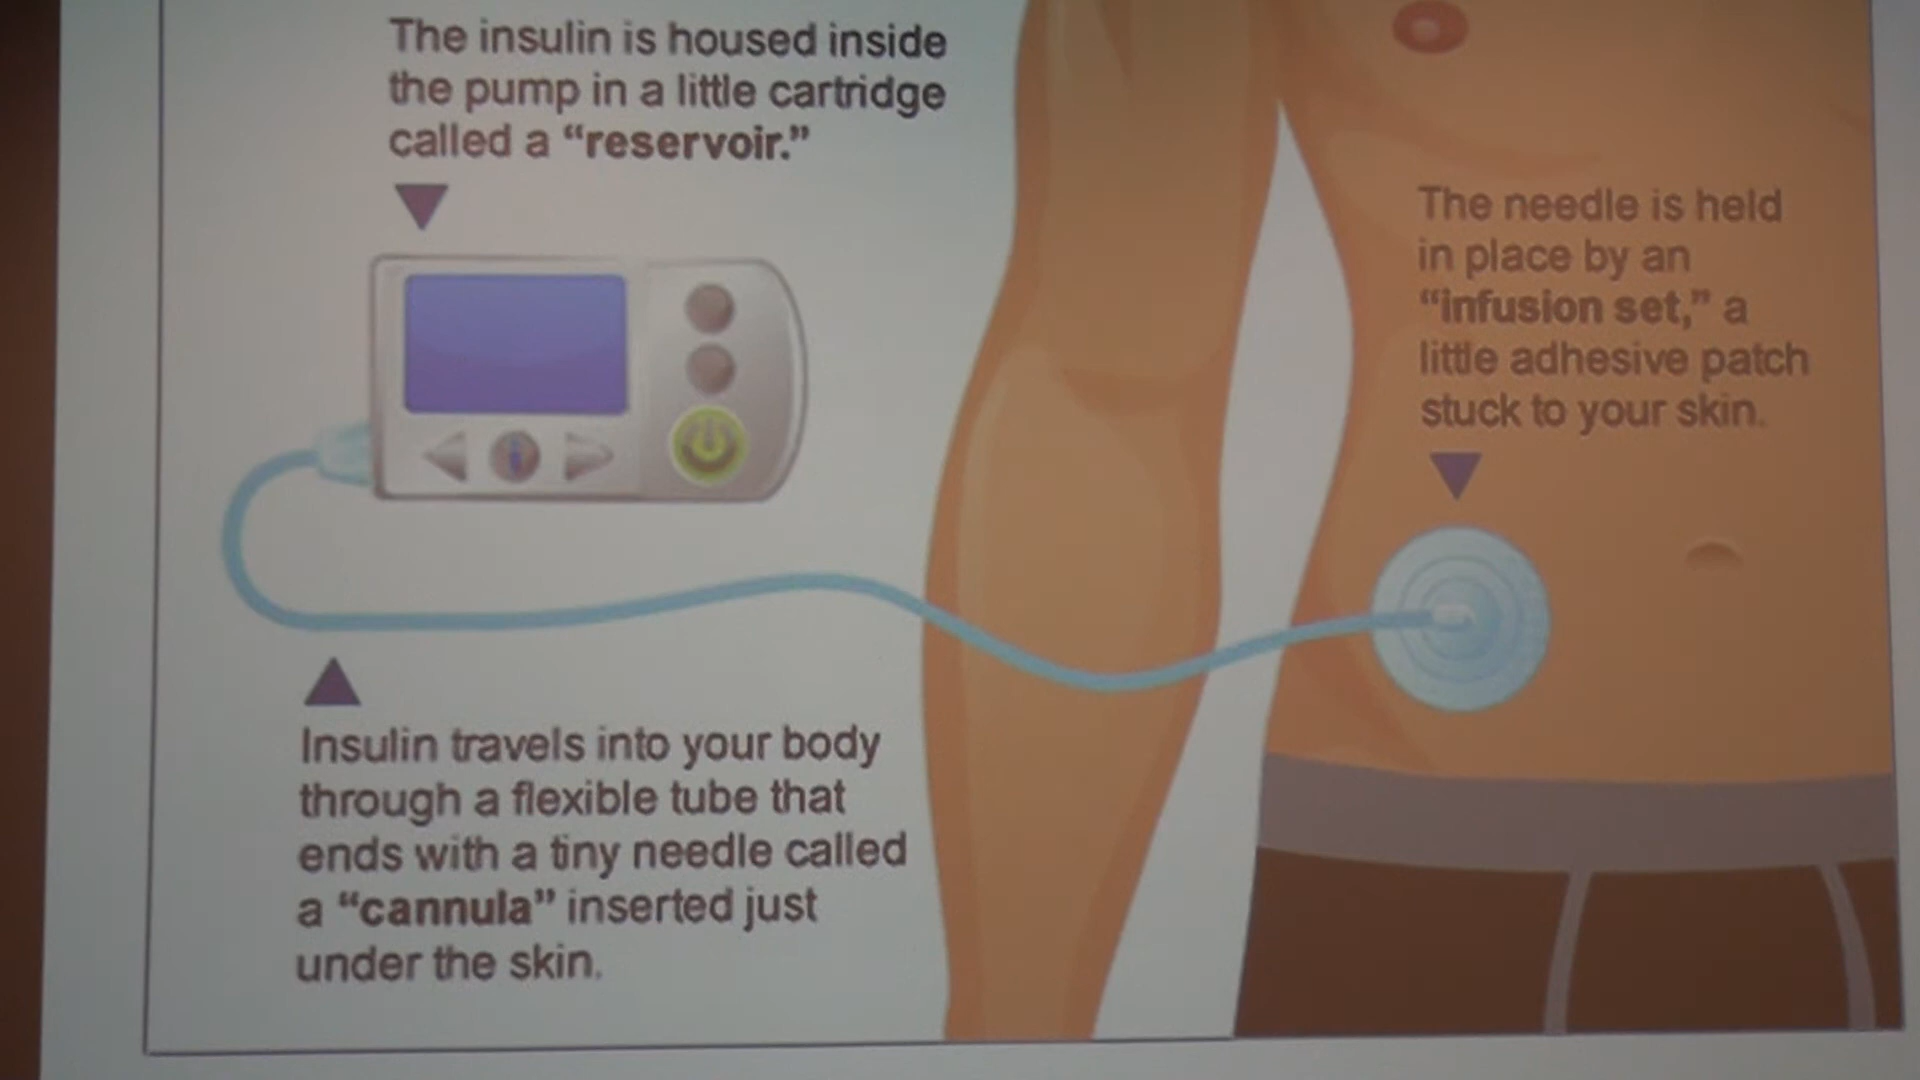 The insulin is housed inside
the pump in a little cartridge
called a “reservoir.”
The needle is held
in place by an
“infusion set,” a
little adhesive patch
stuck to your skin.
Insulin travels into your body
through a flexible tube that
ends with a tiny needle called
a “cannula” inserted just
under the skin.